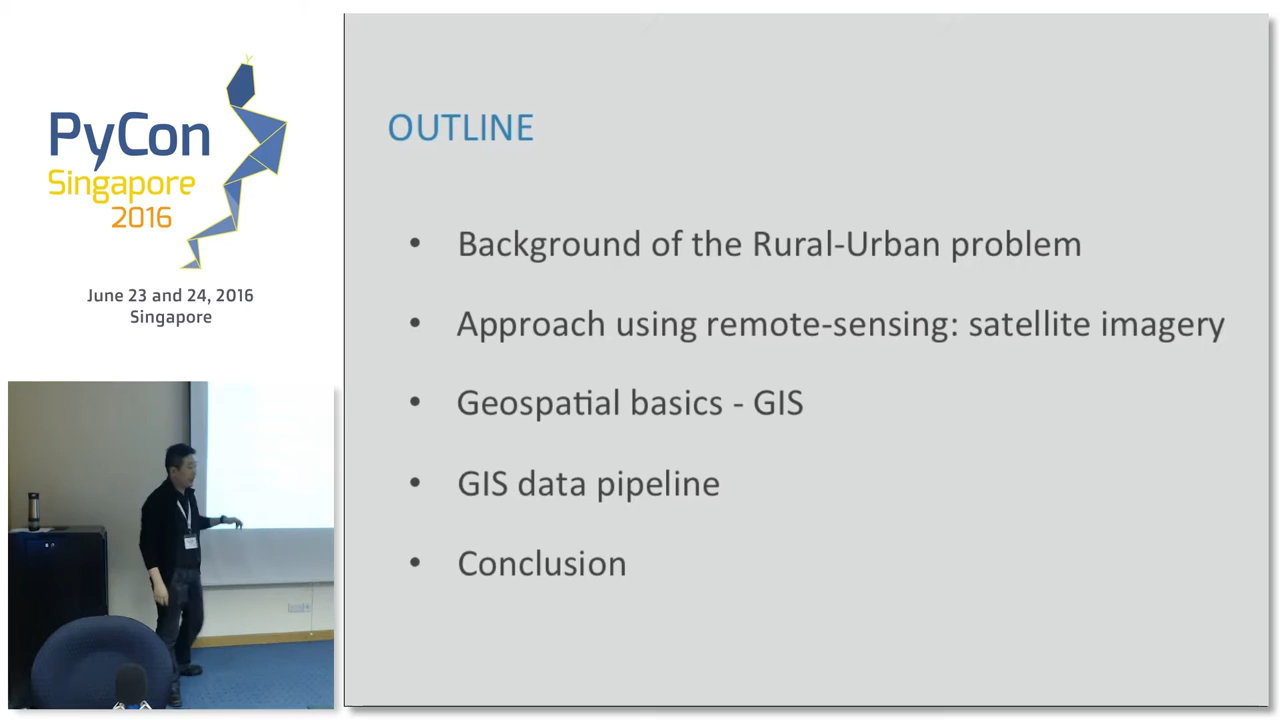 PyCon
Singapore
2016
June 23 and 24, 2016
Singapore
OUTLINE
• Background of the Rural-Urban problem
• Approach using remote-sensing: satellite imagery
• Geospatial basics - GIS
• GIS data pipeline
• Conclusion